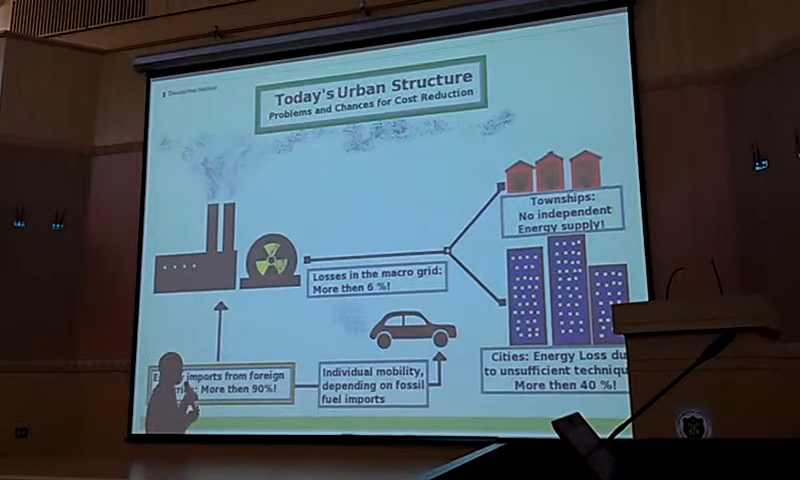 Today's Urban Structure
Problems and Chances for Cost Reduction
Townships:
No independent
Energy supply!
Losses in the macro grid:
More then 6 %!
Cities: Energy Loss du
to unsufficient techniqu
More then 40 %!
imports from foreign
More then 90%!
Individual mobility,
depending on fossil
fuel imports